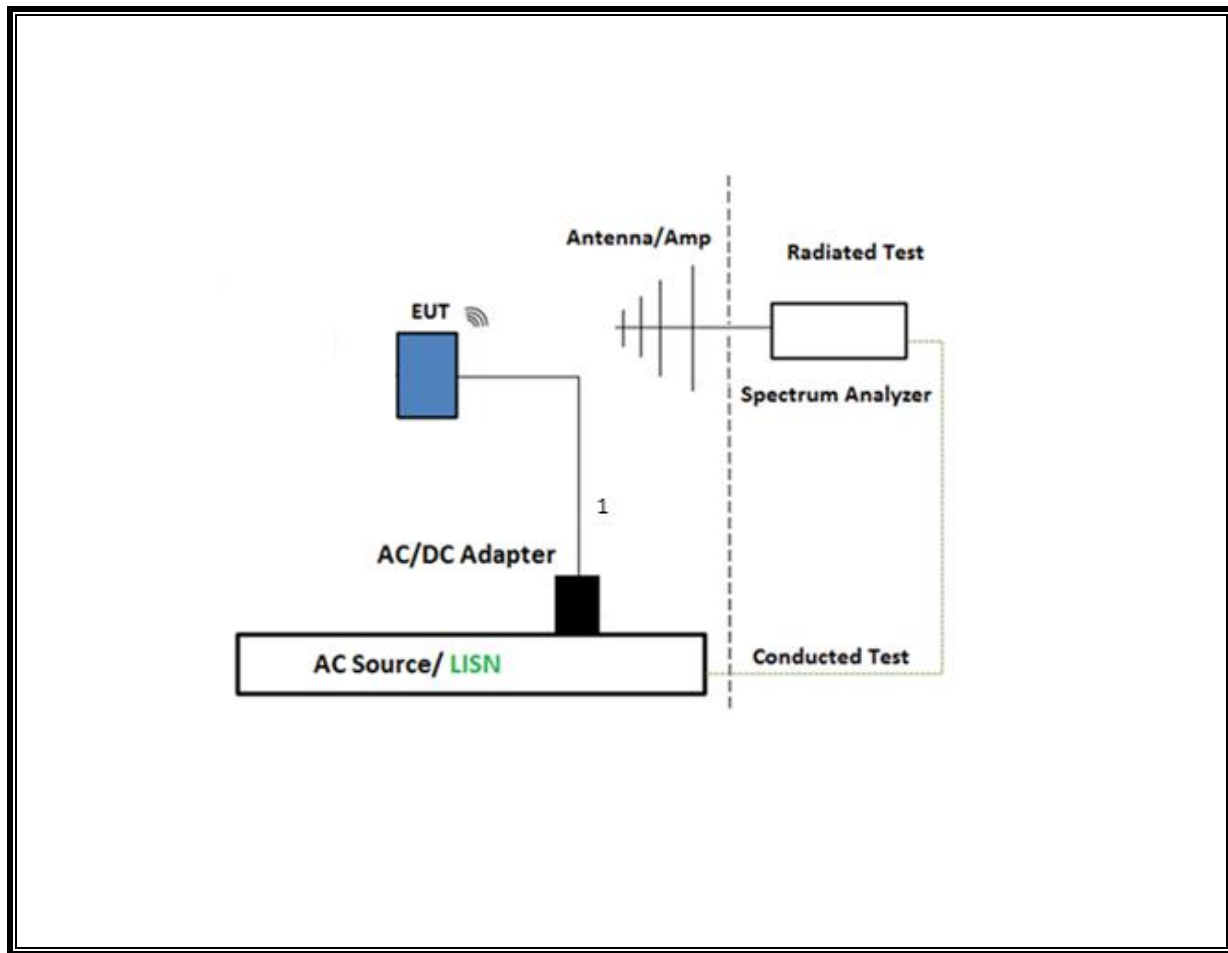 Antenna/Amp
Radiated Test
EUT
Spectrum Analyzer
1
AC/DC Adapter
AC Source/ LISN
Conducted Test